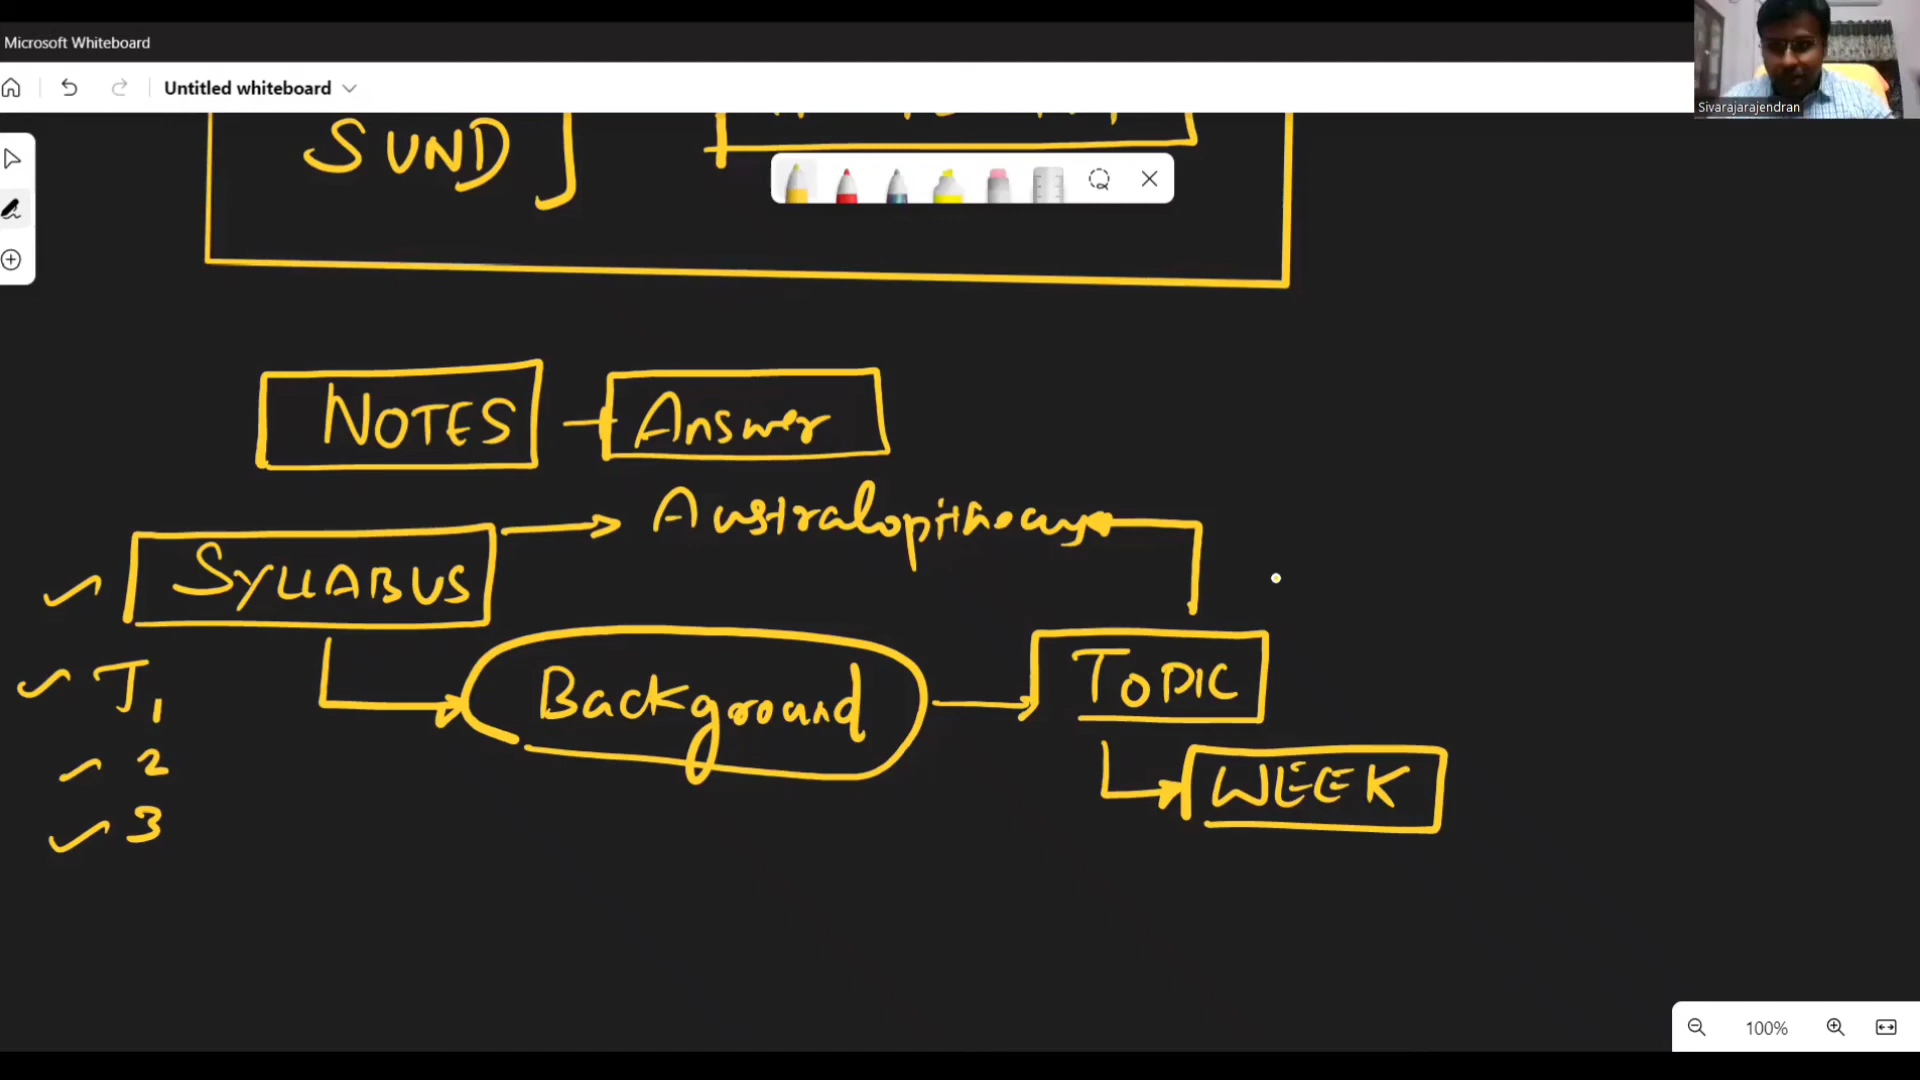 Microsoft Whiteboard
Untitled whiteboard
Sivarajarajendran
SUND
NOTES
Answer
Australopithecus
SYLLABUS
T1
Background
TOPIC
2
WEEK
3
100%